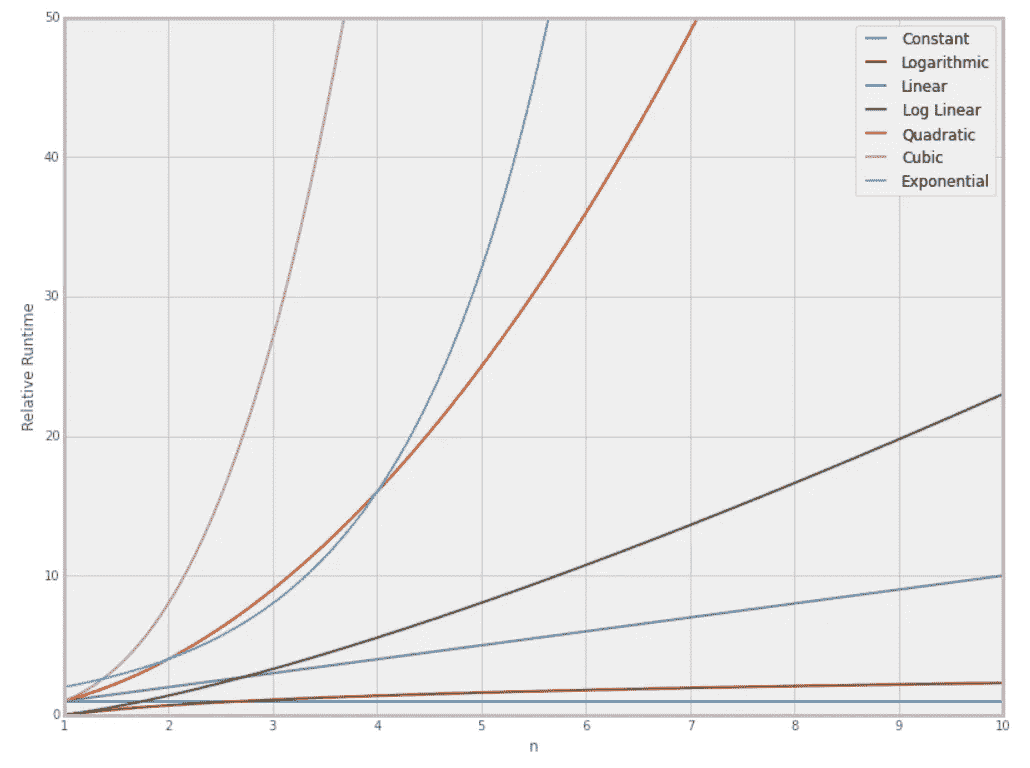 50
40
30
20
10
0
Relative Runtime
1 2 3 4 5 6 7 8 9 10
n
Constant
Logarithmic
Linear
Log Linear
Quadratic
Cubic
Exponential